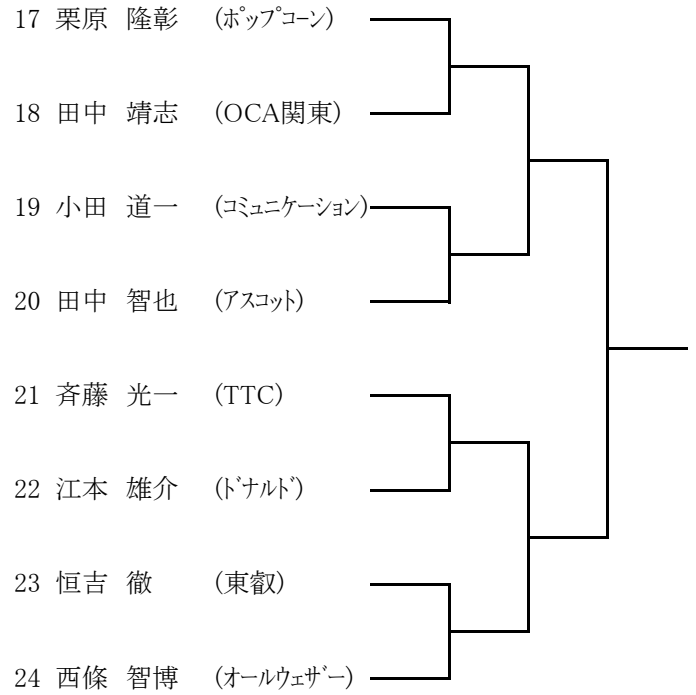 17 栗原 隆彰 (ﾎﾟｯﾌﾟｺｰﾝ)
18 田中 靖志 (OCA関東)
19 小田 道一 (ｺﾐｭﾆｹｰｼｮﾝ)
20 田中 智也 (ｱｽｺｯﾄ)
21 斉藤 光一 (TTC)
22 江本 雄介 (ﾄﾞﾅﾙﾄﾞ)
23 恒吉 徹 (東叡)
24 西條 智博 (ｵｰﾙｳｪｻﾞｰ)